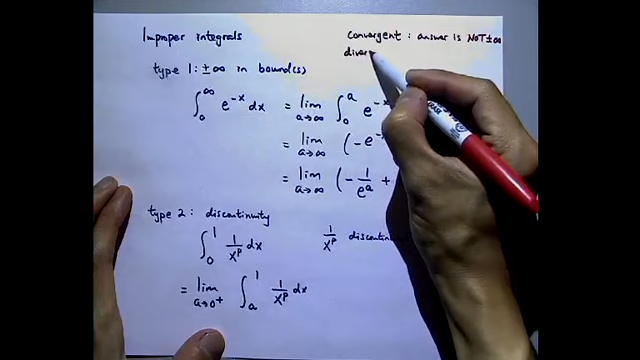 Improper integrals
Convergent : answer is NOT ±∞
diver
type 1: ±∞ in bound(s)
∫₀^∞ e^{-x} dx = lim_{a→∞} ∫₀^a e^{-x}
= lim_{a→∞} (-e^-
= lim_{a→∞} (- 1/e^a +
type 2: discontinuity
∫₀^1 1/x^p dx 1/x^p discontin
= lim_{a→0⁺} ∫_a^1 1/x^p dx